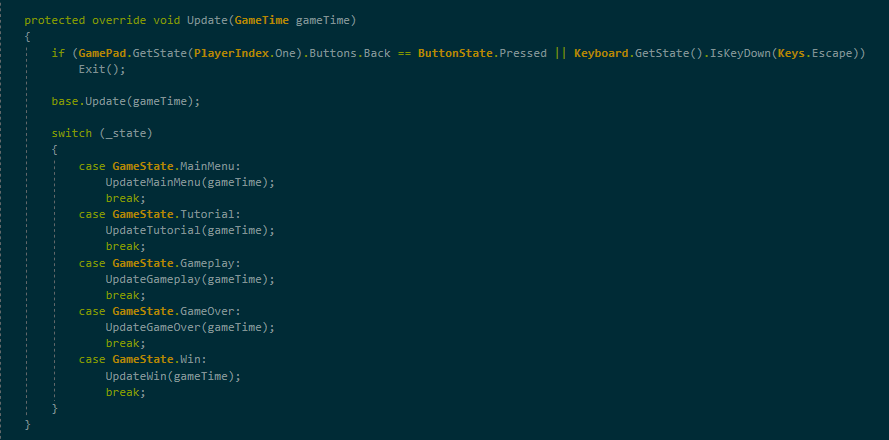 protected override void Update(GameTime gameTime)
{
if (GamePad.GetState(PlayerIndex.One).Buttons.Back == ButtonState.Pressed || Keyboard.GetState().IsKeyDown(Keys.Escape))
Exit();
base.Update(gameTime);
switch (_state)
{
case GameState.MainMenu:
UpdateMainMenu(gameTime);
break;
case GameState.Tutorial:
UpdateTutorial(gameTime);
break;
case GameState.Gameplay:
UpdateGameplay(gameTime);
break;
case GameState.GameOver:
UpdateGameOver(gameTime);
break;
case GameState.Win:
UpdateWin(gameTime);
break;
}
}